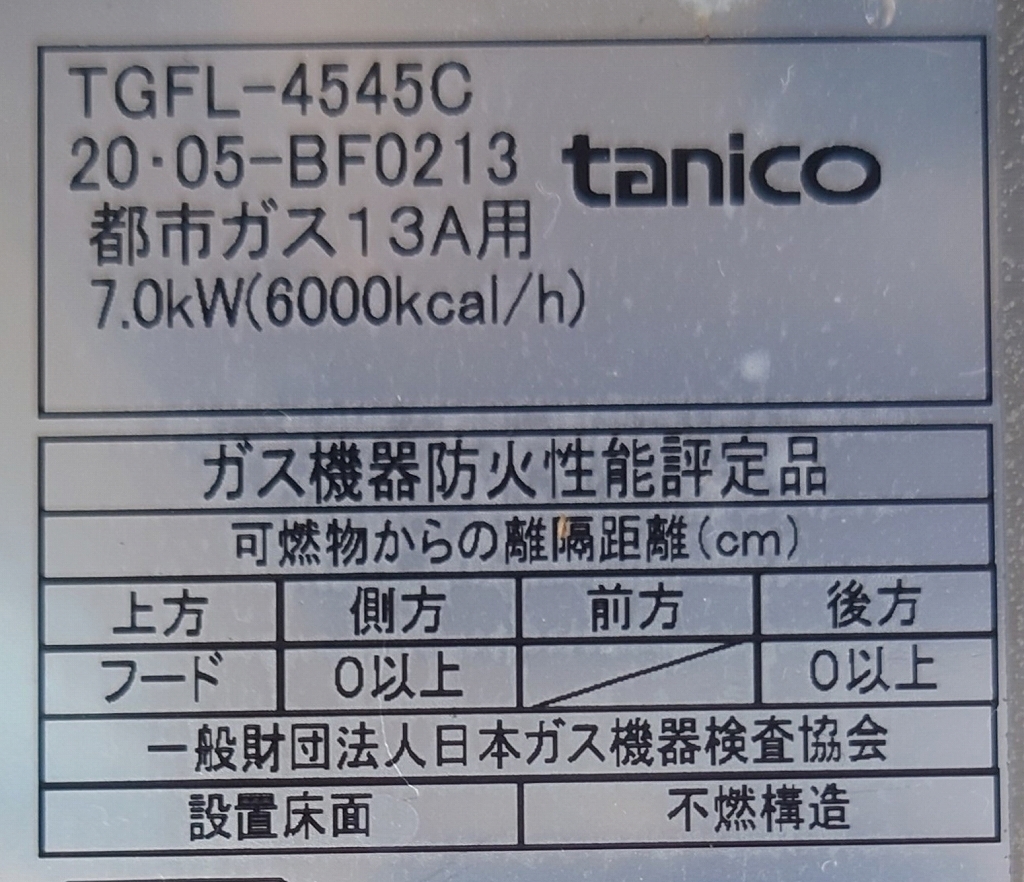 TGFL-4545C
20・05-BF0213
tanico
都市ガス13A用
7.0kW(6000kcal/h)
ガス機器防火性能評定品
可燃物からの離隔距離(cm)
上方 側方 前方 後方
フード 0以上 0以上
一般財団法人日本ガス機器検査協会
設置床面 不燃構造